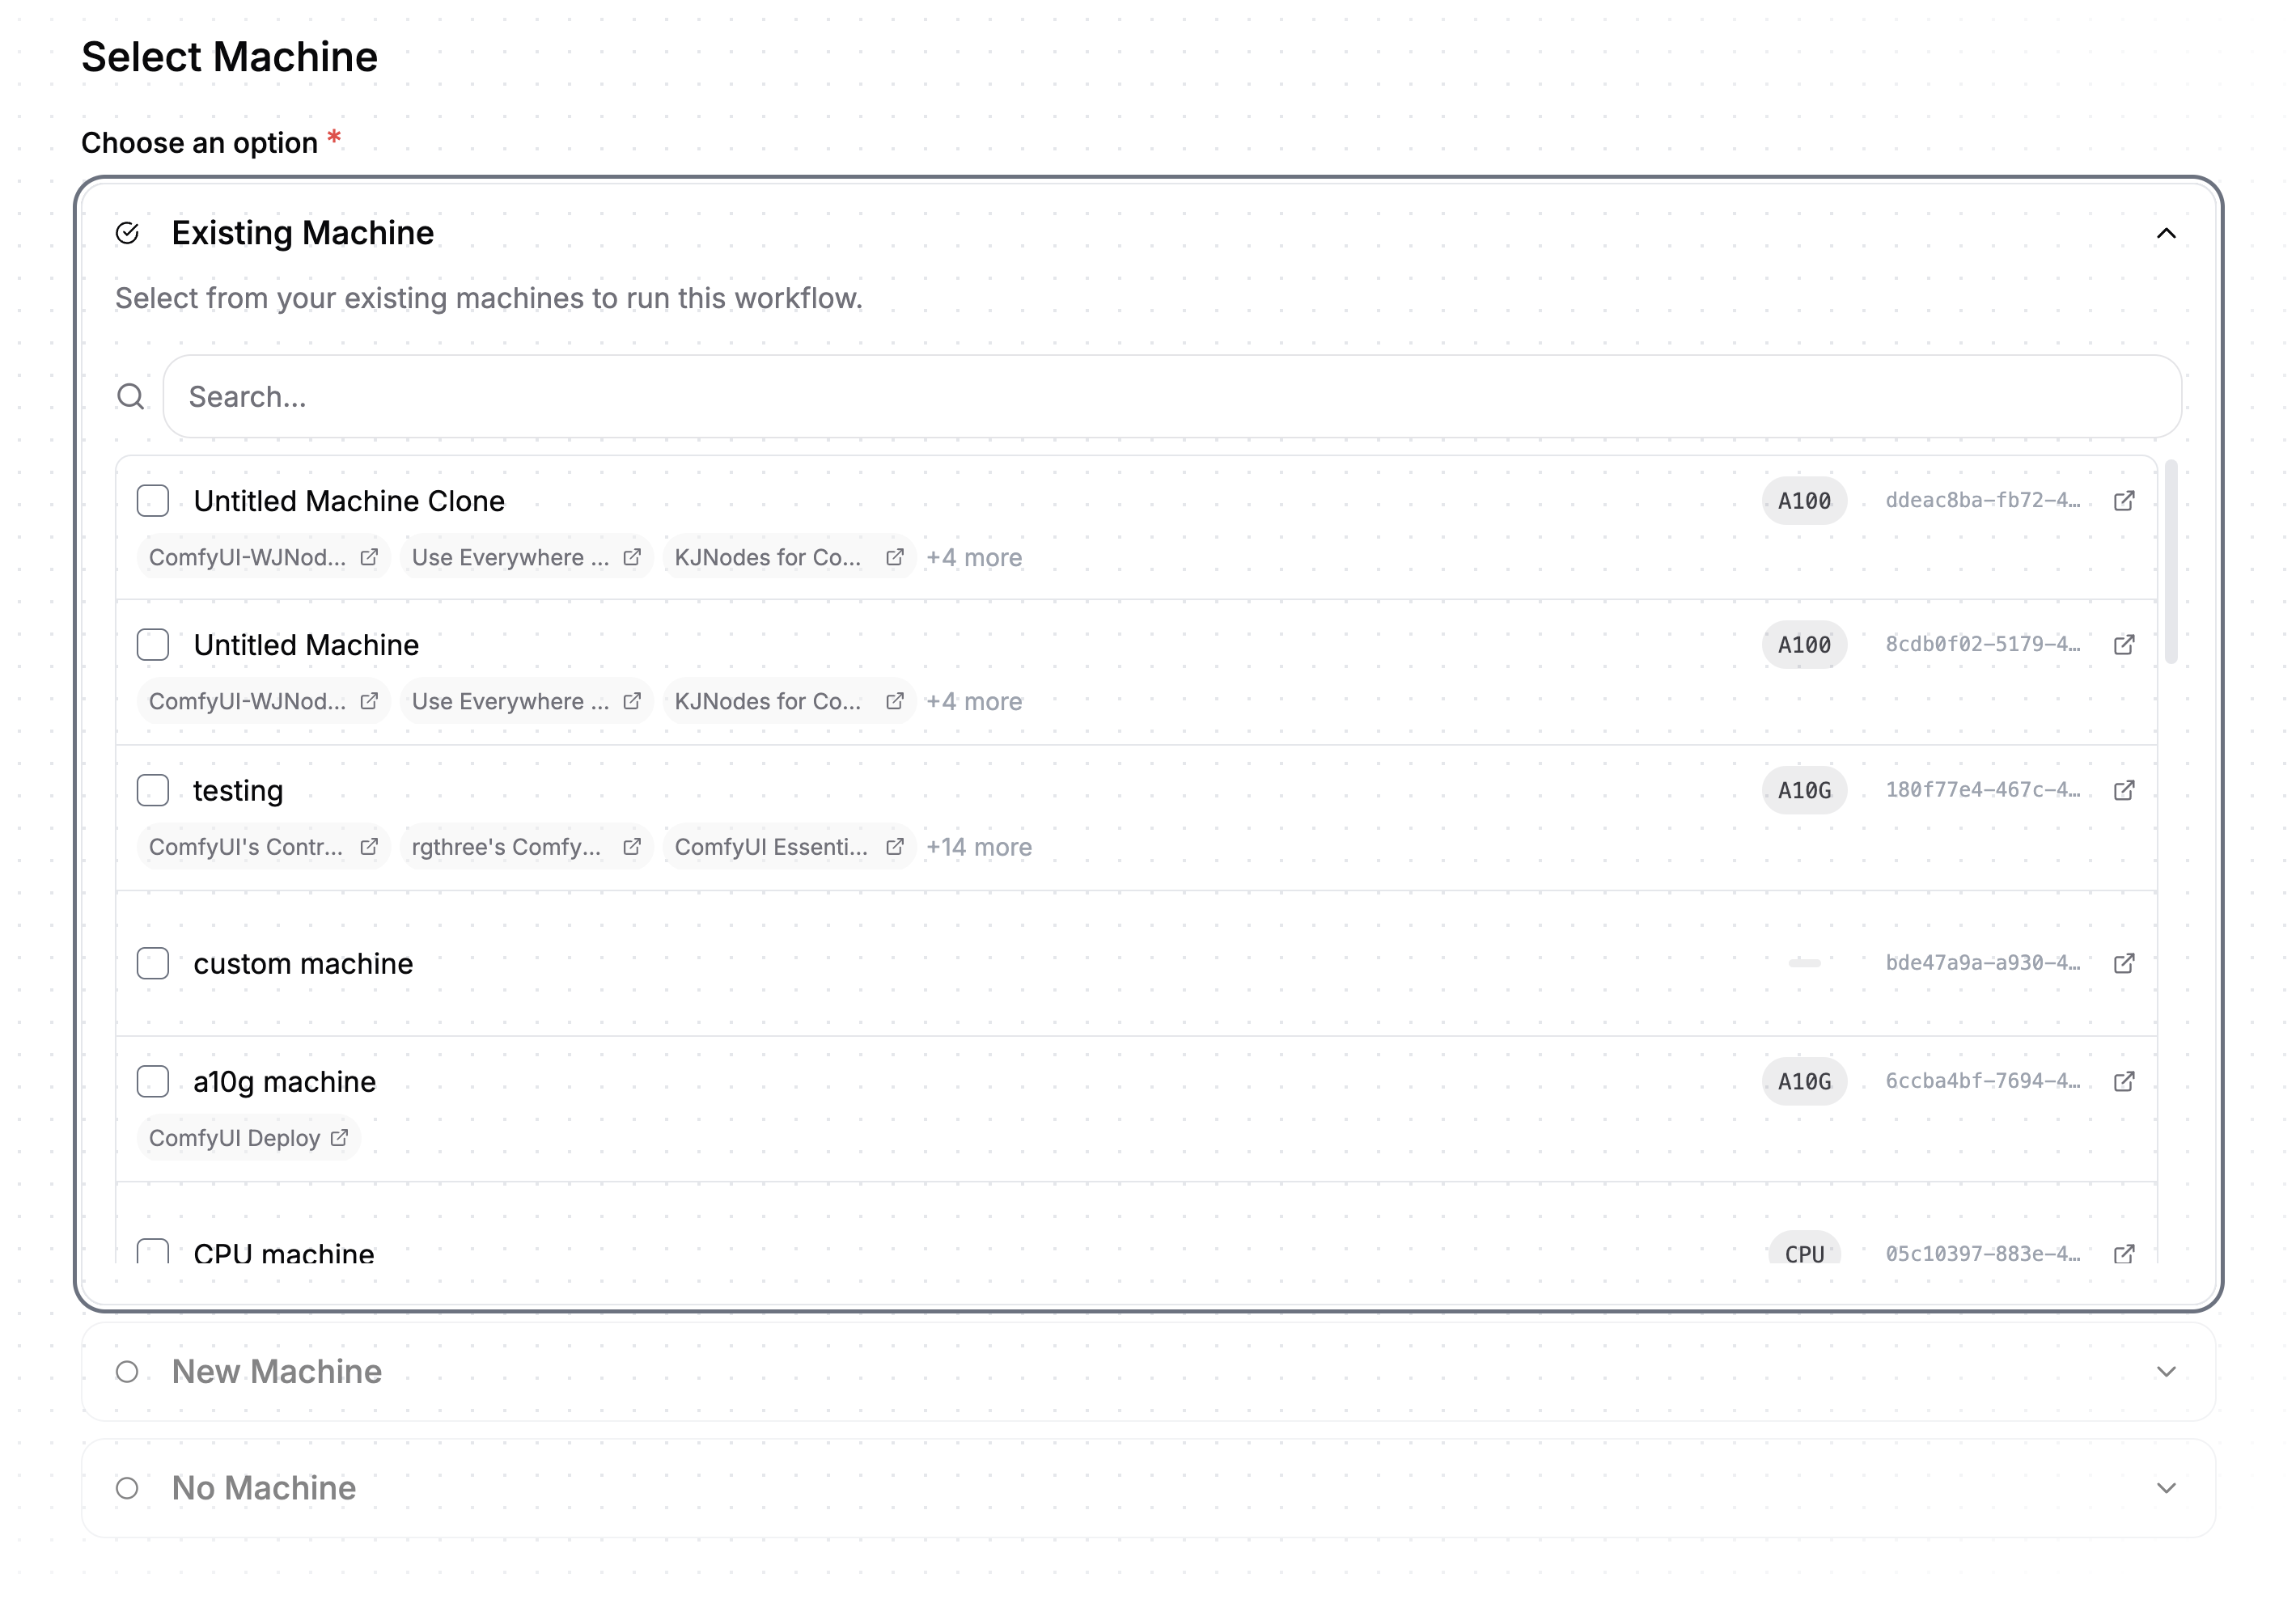 Select Machine
Choose an option *
Existing Machine
Select from your existing machines to run this workflow.
Search...
Untitled Machine Clone A100 ddeac8ba-fb72-4…
ComfyUI-WJNod... Use Everywhere ... KJNodes for Co... +4 more
Untitled Machine A100 8cdb0f02-5179-4…
ComfyUI-WJNod... Use Everywhere ... KJNodes for Co... +4 more
testing A10G 180f77e4-467c-4…
ComfyUI's Contr... rgthree's Comfy... ComfyUI Essenti... +14 more
custom machine bde47a9a-a930-4…
a10g machine A10G 6ccba4bf-7694-4…
ComfyUI Deploy
CPU machine CPU 05c10397-883e-4…
New Machine
No Machine